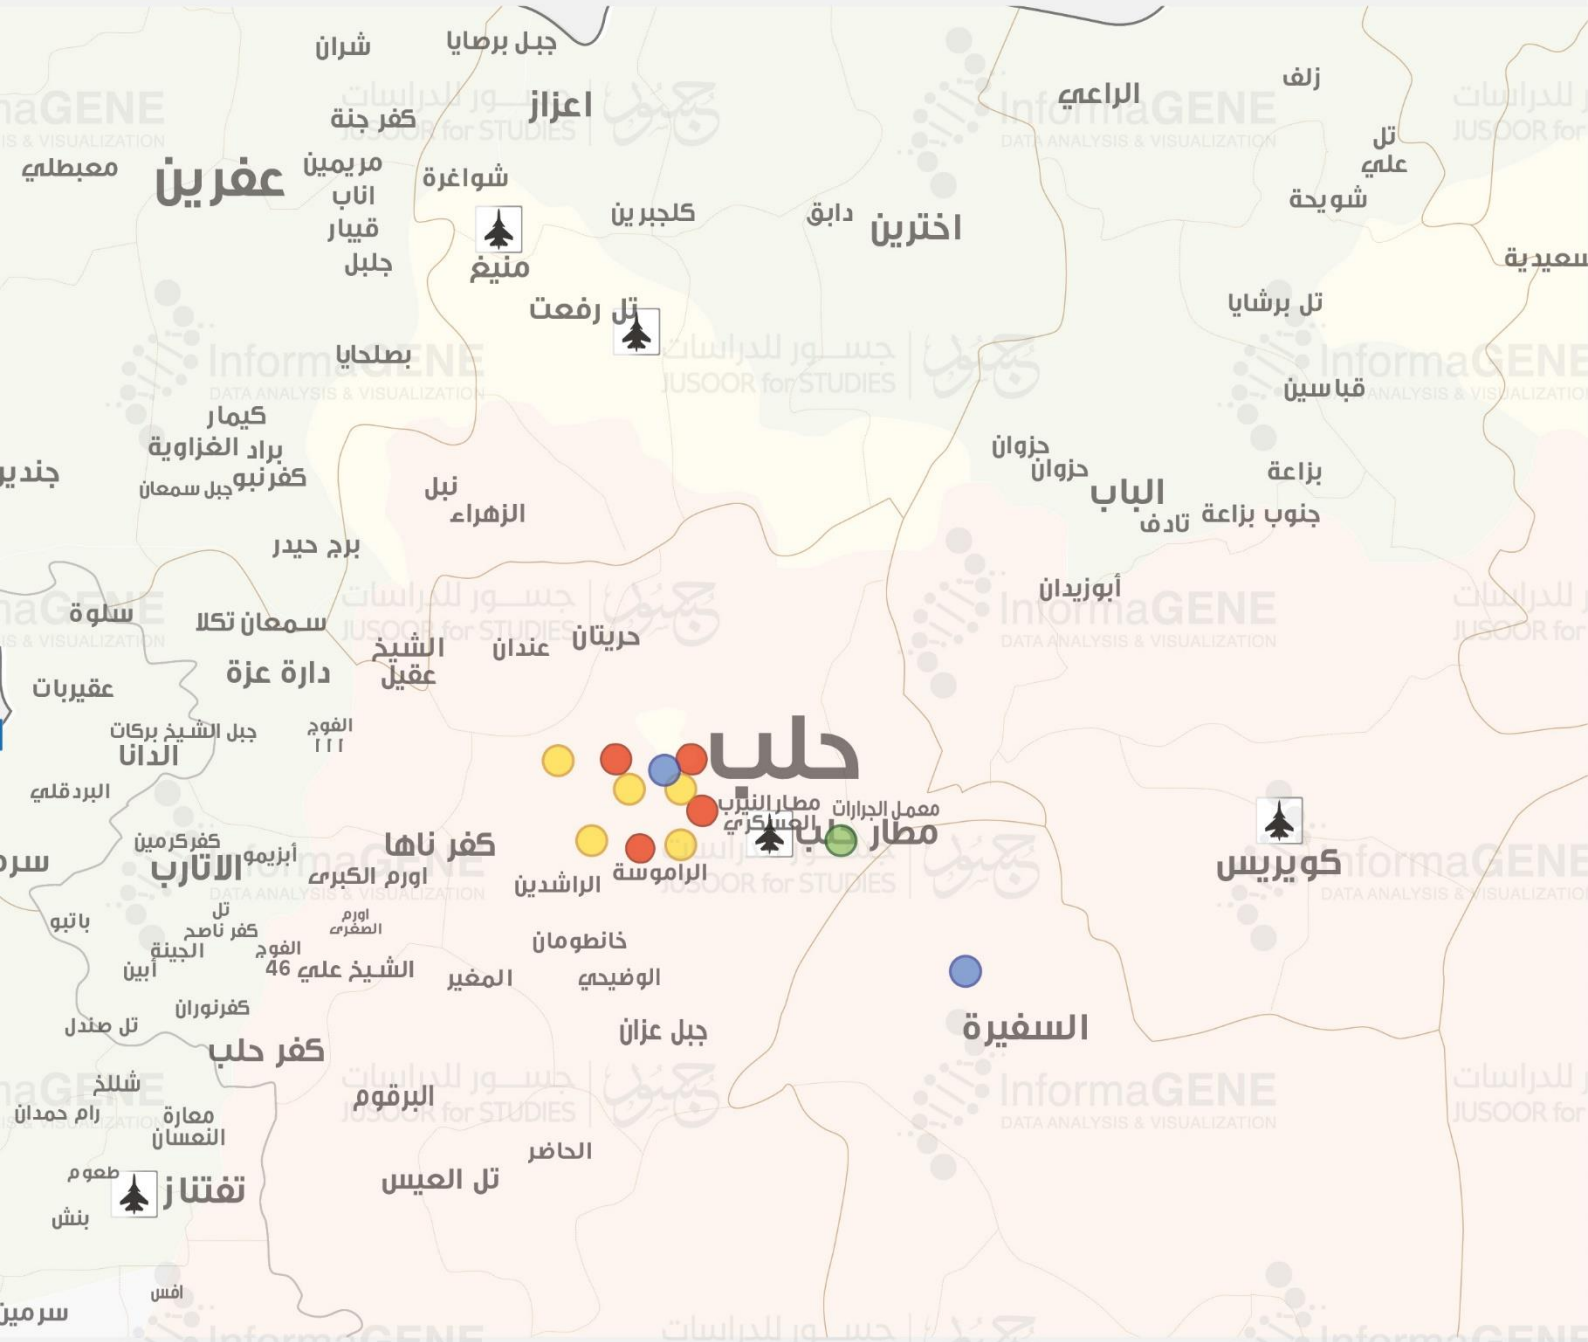 شران
جبل برصايا
اعزاز
كفر جنة
الراعي
زلف
تل
علي
شويحة
معبطلي
عفرين
مريمين
اناب
قيبار
جلبل
شواغرة
منيغ
كلجبرين
دابق
اخترين
سعيدية
تل رفعت
تل برشايا
بصلحايا
قباسين
كيمار
براد الغزاوية
كفرنبو
جبل سمعان
نبل
الزهراء
حزوان
حزوان
الباب
بزاعة
تادف
جنوب بزاعة
برج حيدر
أبوزيدان
سلوة
سمعان تكلا
الشيخ
عقيل
عندان
حريتان
دارة عزة
عقيربات
جبل الشيخ بركات
الدانا
الفوج
111
البردقلي
حلب
مطار النيرب
العسكري
معمل الجرارات
مطار حلب
كفركرمين
أبزيمو
الاتارب
كفر ناها
اورم الكبرى
الراشدين
الراموسة
كويريس
باتبو
تل
كفر ناصح
الجينة
أبين
اورم
الصغرى
الفوج
46
الشيخ علي
المغير
خانطومان
الوضيحي
السفيرة
كفرنوران
تل صندل
كفر حلب
جبل عزان
شللخ
رام حمدان
معارة
النعسان
البرقوم
الحاضر
تل العيس
طعوم
تفتناز
بنش
افس
InformaGENE
DATA ANALYSIS & VISUALIZATION
جسور للدراسات
JUSOOR for STUDIES